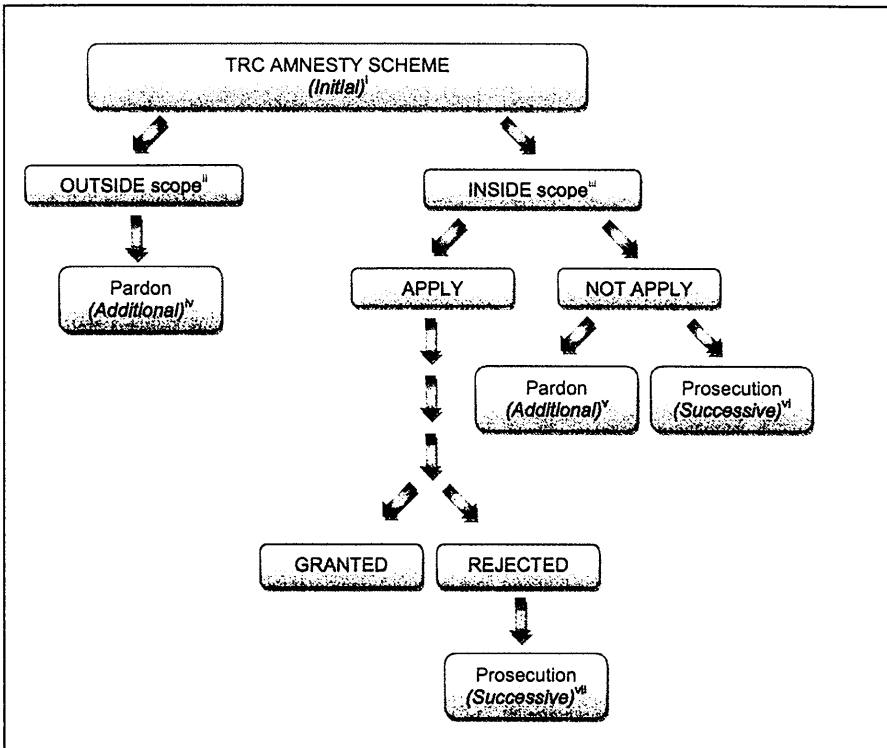 TRC AMNESTY SCHEME
(Initial)ⁱ
OUTSIDE scopeⁱⁱ
INSIDE scopeⁱⁱⁱ
Pardon
(Additional)ⁱᵛ
APPLY
NOT APPLY
Pardon
(Additional)ᵛ
Prosecution
(Successive)ᵛⁱ
GRANTED
REJECTED
Prosecution
(Successive)ᵛⁱⁱ